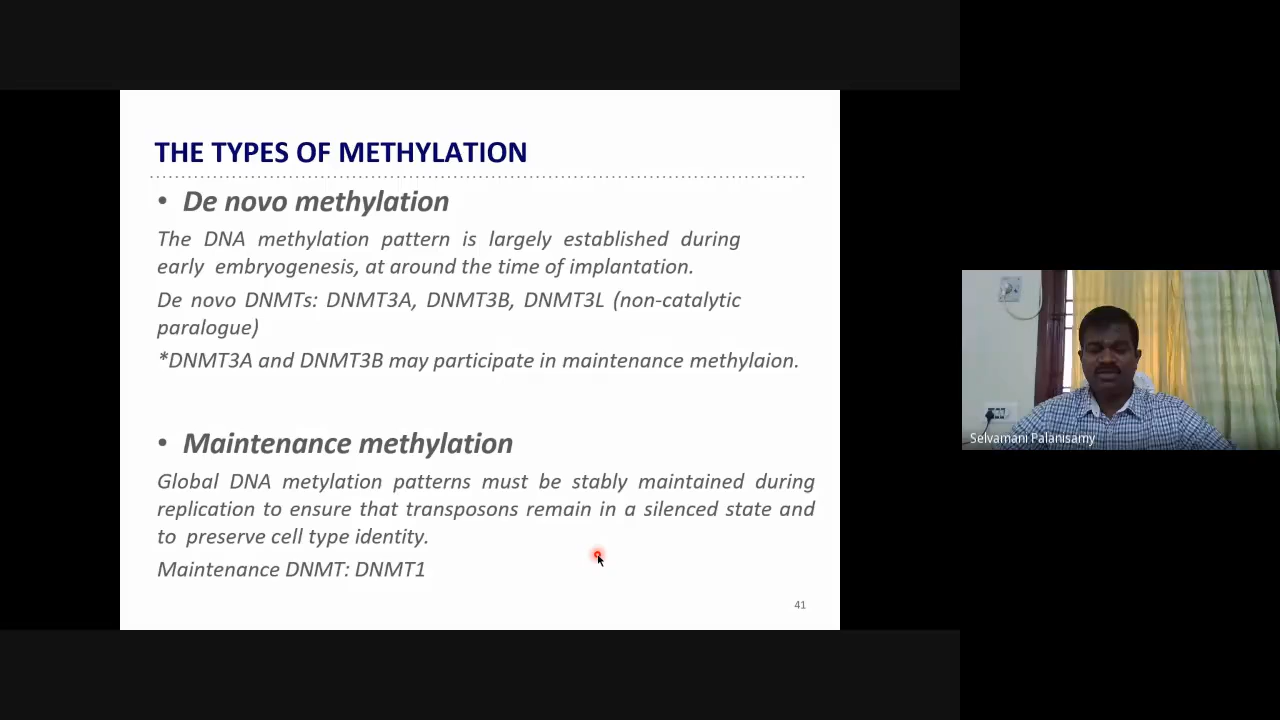 THE TYPES OF METHYLATION
• De novo methylation
The DNA methylation pattern is largely established during
early embryogenesis, at around the time of implantation.
De novo DNMTs: DNMT3A, DNMT3B, DNMT3L (non-catalytic
paralogue)
*DNMT3A and DNMT3B may participate in maintenance methylaion.
• Maintenance methylation
Global DNA metylation patterns must be stably maintained during
replication to ensure that transposons remain in a silenced state and
to preserve cell type identity.
Maintenance DNMT: DNMT1
41
Selvamani Palanisamy